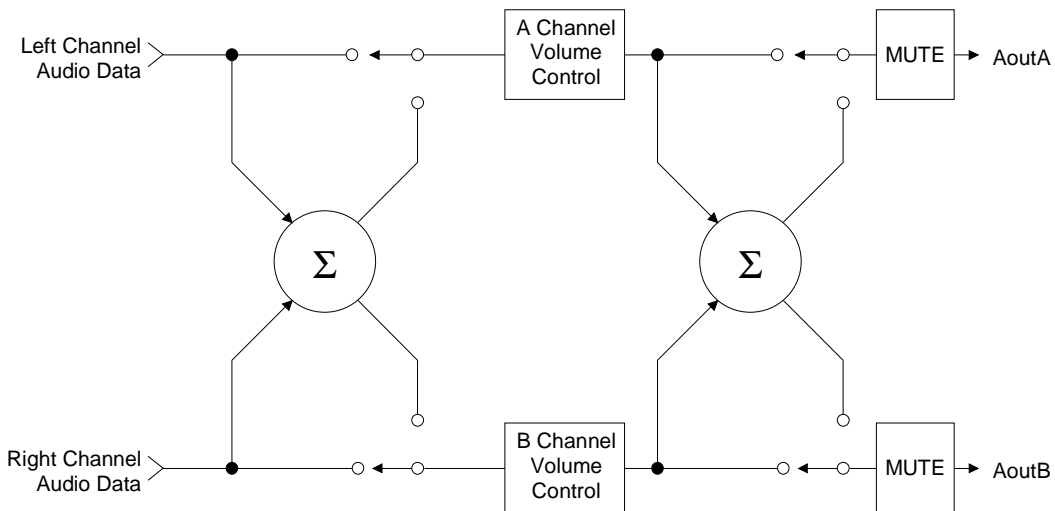 Left Channel
Audio Data
A Channel
Volume
Control
MUTE
AoutA
Σ
Σ
Right Channel
Audio Data
B Channel
Volume
Control
MUTE
AoutB